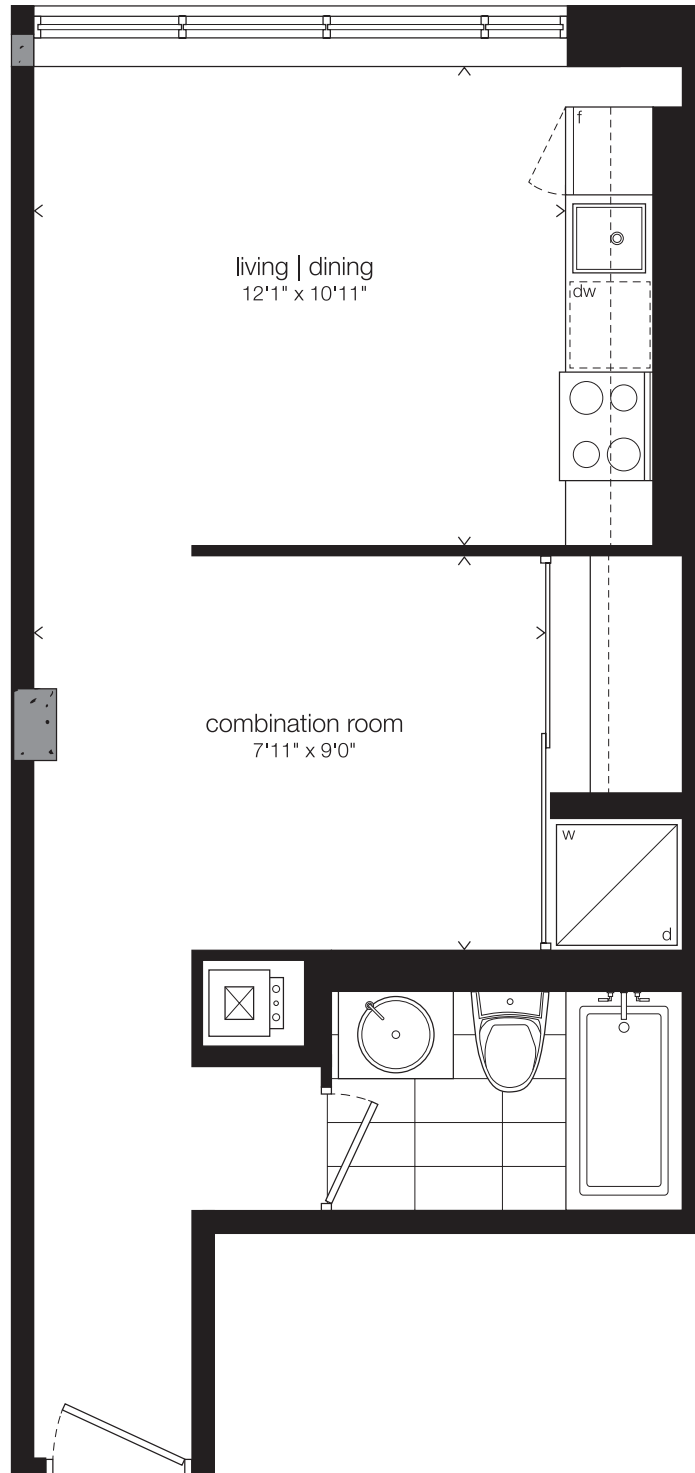 f
living | dining
12'1" x 10'11"
dw
combination room
7'11" x 9'0"
w
d